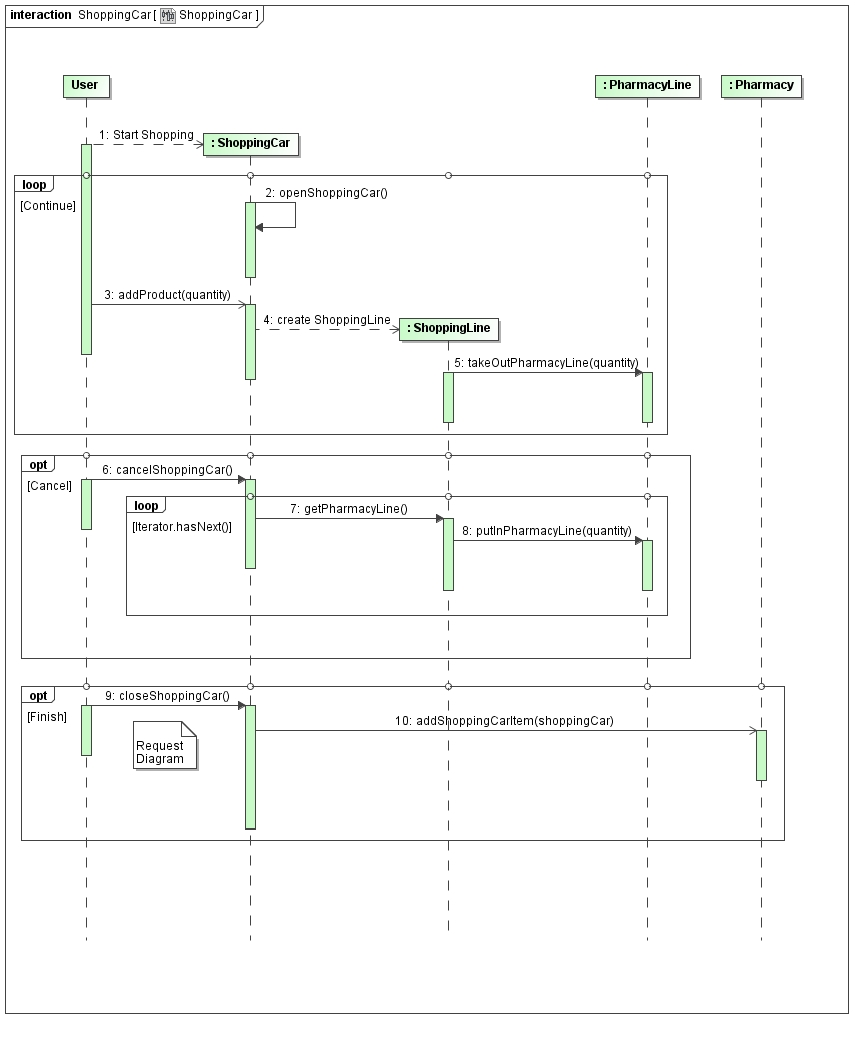 interaction ShoppingCar[ ShoppingCar ]
User
: PharmacyLine
: Pharmacy
1: Start Shopping
: ShoppingCar
loop
[Continue]
2: openShoppingCar()
3: addProduct(quantity)
4: create ShoppingLine
: ShoppingLine
5: takeOutPharmacyLine(quantity)
opt
[Cancel]
6: cancelShoppingCar()
loop
[Iterator.hasNext()]
7: getPharmacyLine()
8: putInPharmacyLine(quantity)
opt
[Finish]
9: closeShoppingCar()
Request
Diagram
10: addShoppingCarItem(shoppingCar)